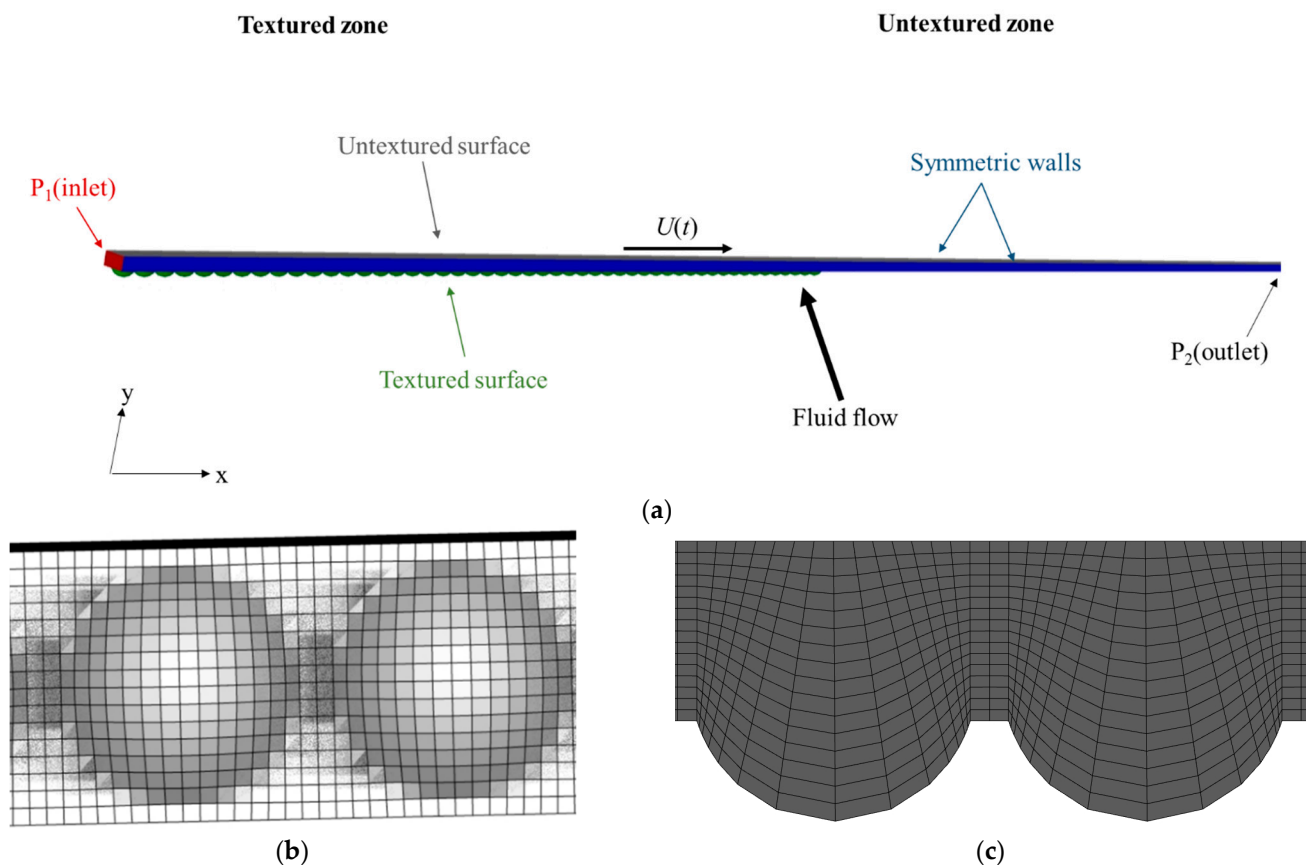 Textured zone
Untextured zone
Untextured surface
Symmetric walls
P₁(inlet)
U(t)
P₂(outlet)
Textured surface
Fluid flow
y
x
(a)
(b)
(c)